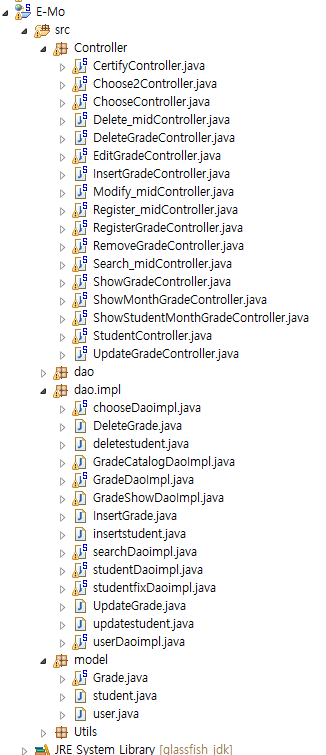 E-Mo
src
Controller
CertifyController.java
Choose2Controller.java
ChooseController.java
Delete_midController.java
DeleteGradeController.java
EditGradeController.java
InsertGradeController.java
Modify_midController.java
Register_midController.java
RegisterGradeController.java
RemoveGradeController.java
Search_midController.java
ShowGradeController.java
ShowMonthGradeController.java
ShowStudentMonthGradeController.java
StudentController.java
UpdateGradeController.java
dao
dao.impl
chooseDaoimpl.java
DeleteGrade.java
deletestudent.java
GradeCatalogDaoImpl.java
GradeDaoImpl.java
GradeShowDaoImpl.java
InsertGrade.java
insertstudent.java
searchDaoimpl.java
studentDaoimpl.java
studentfixDaoimpl.java
UpdateGrade.java
updatestudent.java
userDaoimpl.java
model
Grade.java
student.java
user.java
Utils
JRE System Library [glassfish_jdk]